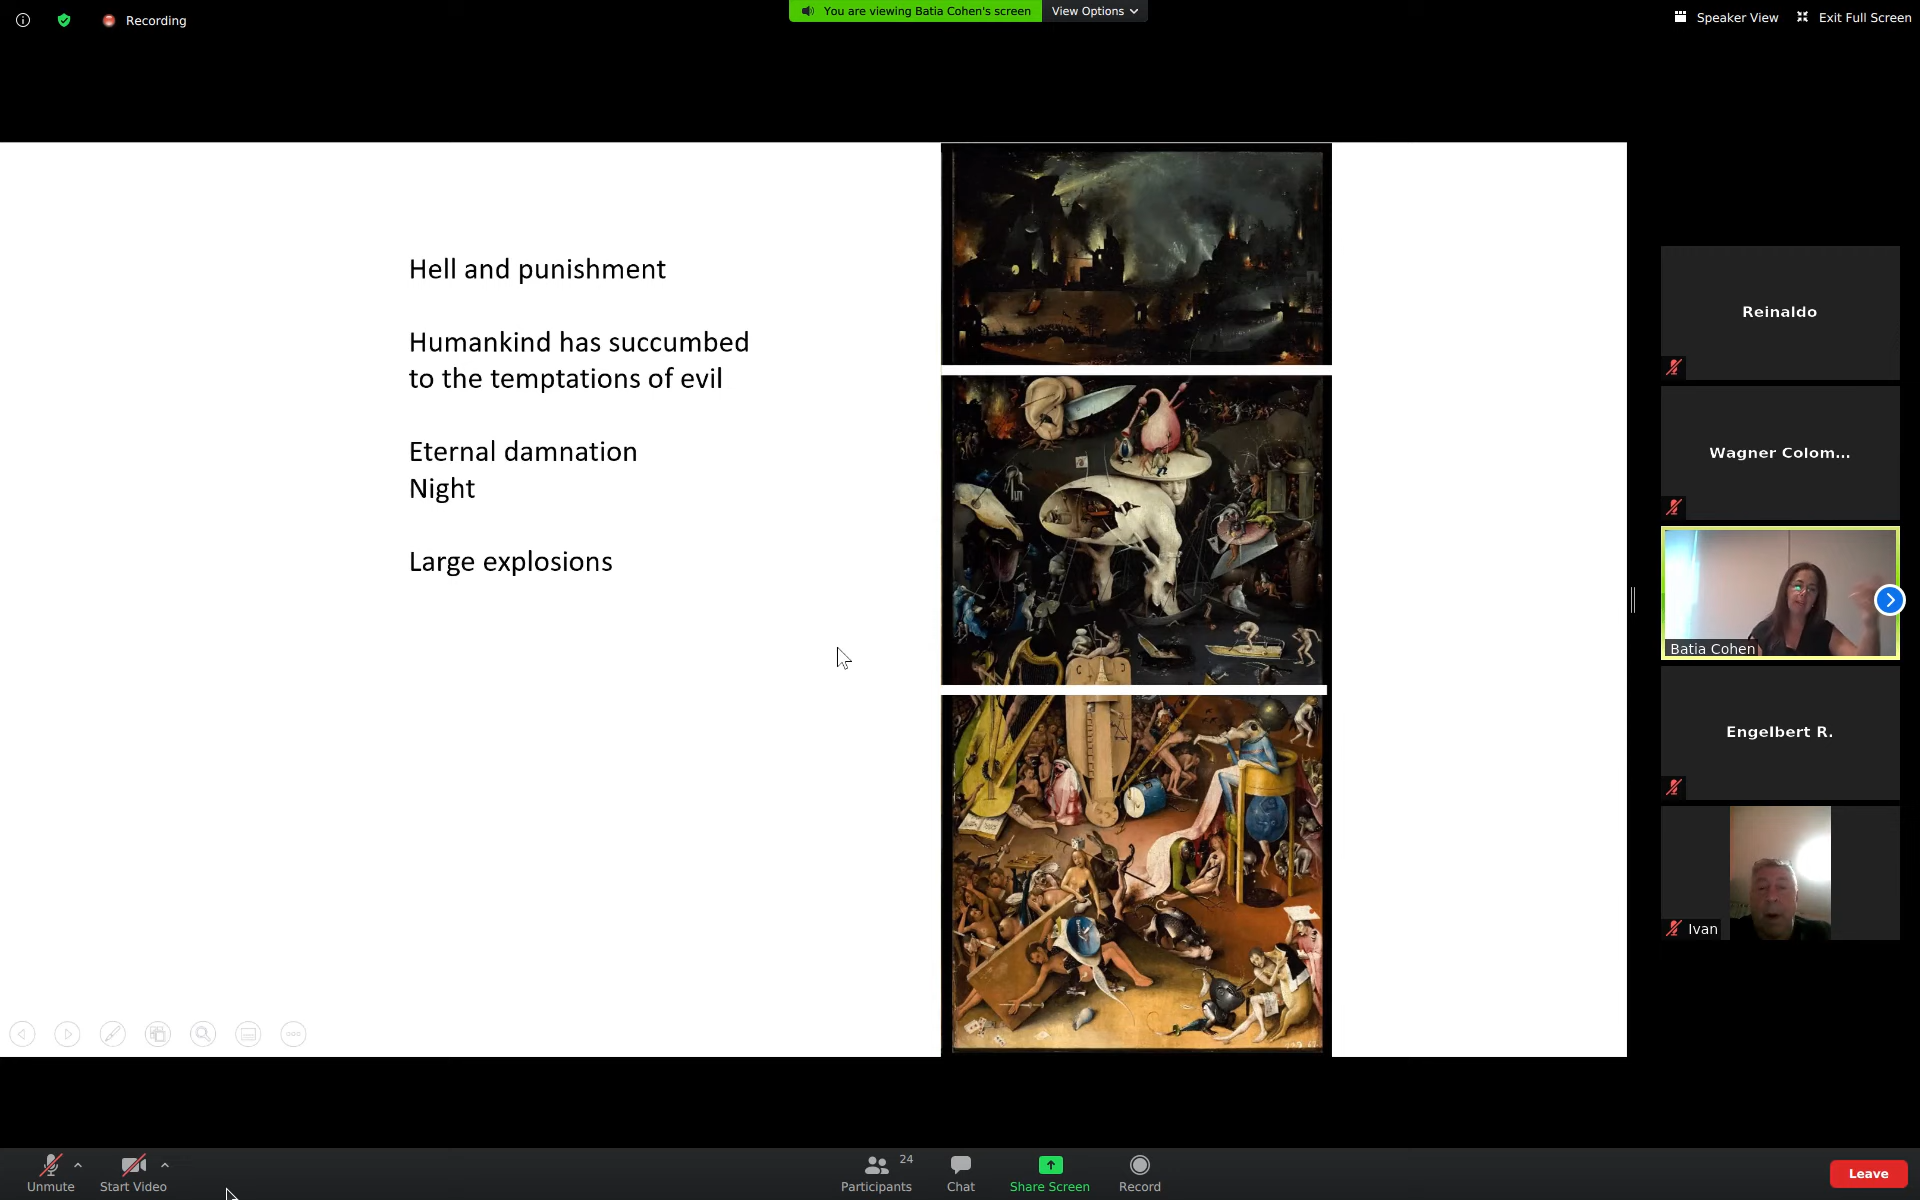 Recording
You are viewing Batia Cohen's screen
View Options
Speaker View
Exit Full Screen
Hell and punishment
Humankind has succumbed
to the temptations of evil
Eternal damnation
Night
Large explosions
Reinaldo
Wagner Colom...
Batia Cohen
Engelbert R.
Ivan
Unmute
Start Video
Participants
24
Chat
Share Screen
Record
Leave